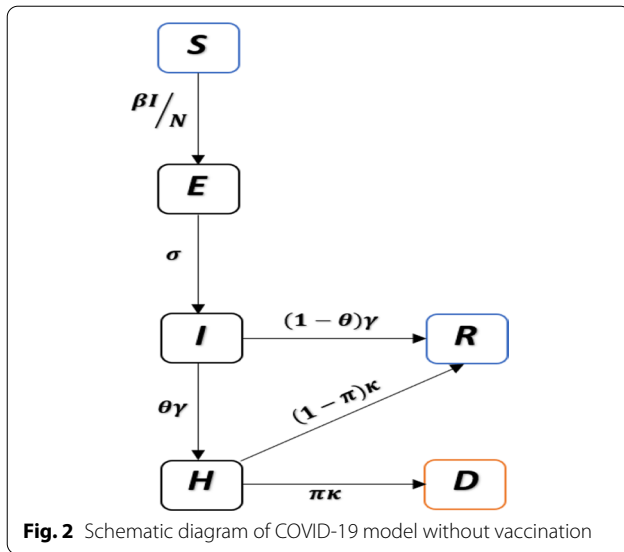 S
βI/N
E
σ
I
(1 − θ)γ
R
θγ
(1 − π)κ
H
πκ
D
Fig. 2 Schematic diagram of COVID-19 model without vaccination